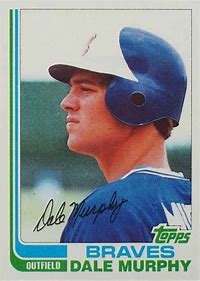 Dale Murphy
Topps
BRAVES
OUTFIELD DALE MURPHY